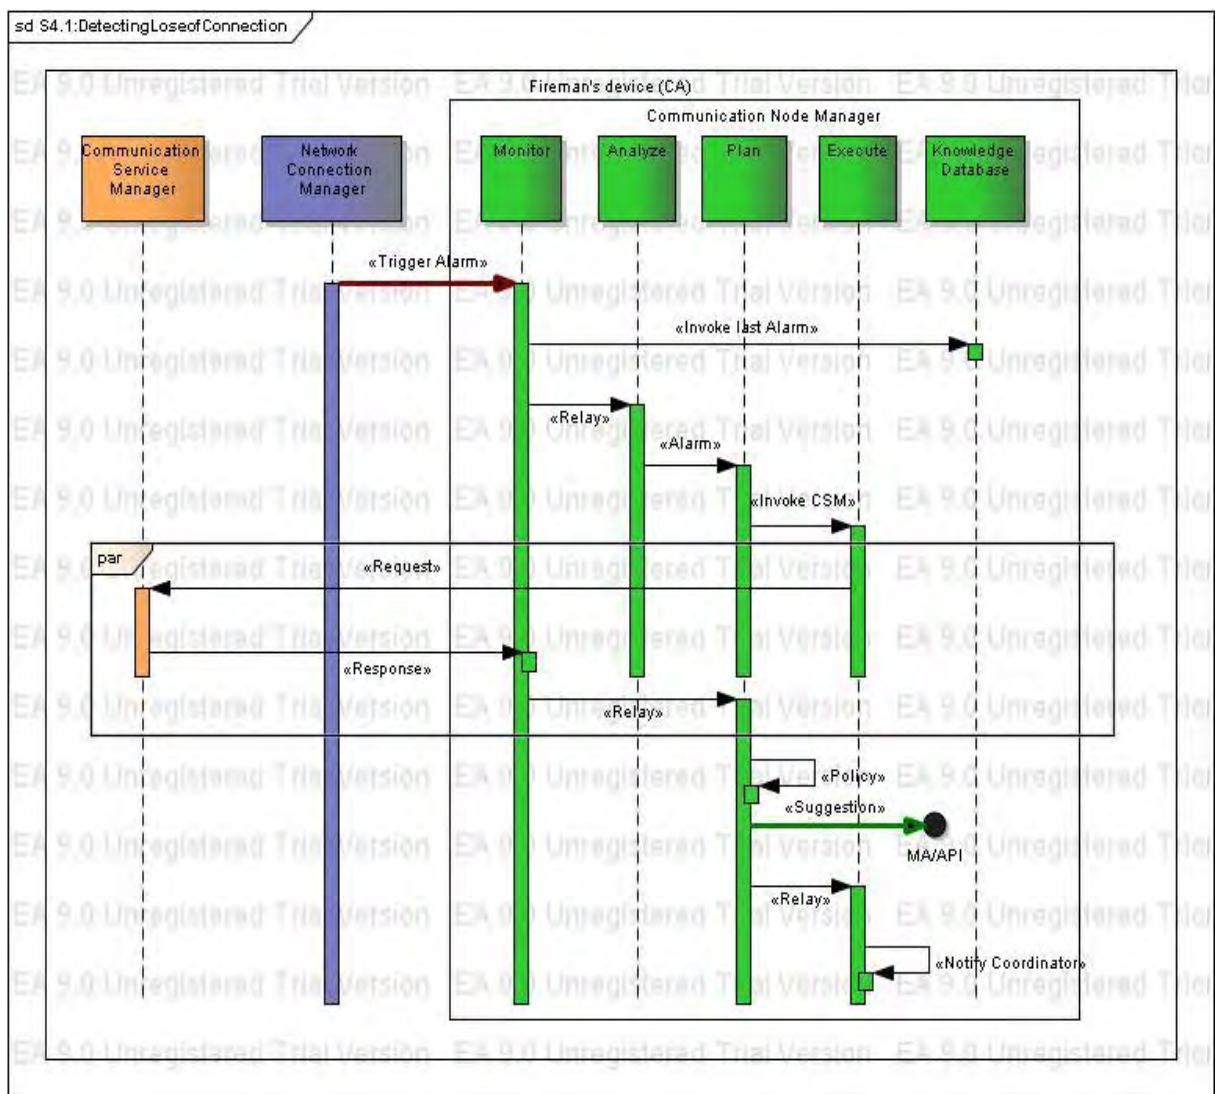 sd S4.1:DetectingLoseofConnection
Fireman's device (CA)
Communication Node Manager
Communication
Service
Manager
Network
Connection
Manager
Monitor
Analyze
Plan
Execute
Knowledge
Database
«Trigger Alarm»
«Invoke last Alarm»
«Relay»
«Alarm»
«Invoke CSM»
par
«Request»
«Response»
«Relay»
«Policy»
«Suggestion»
MA/API
«Relay»
«Notify Coordinator»
EA 9.0 Unregistered Trial Version